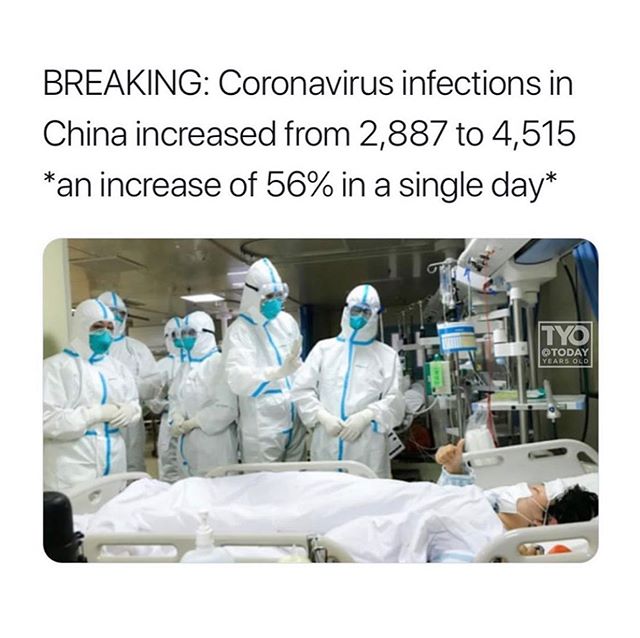 BREAKING: Coronavirus infections in
China increased from 2,887 to 4,515
*an increase of 56% in a single day*
TYO
@TODAY
YEARS OLD